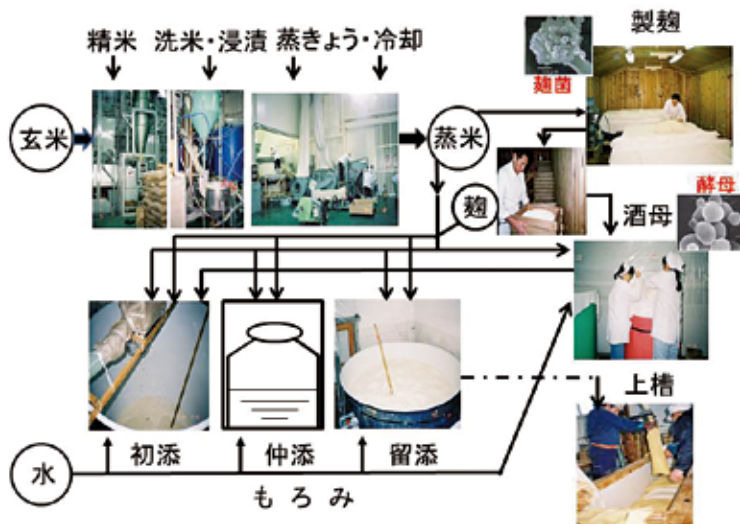 精米
洗米・浸漬
蒸きょう・冷却
製麹
麹菌
玄米
蒸米
麹
酵母
酒母
上槽
初添
仲添
留添
水
もろみ